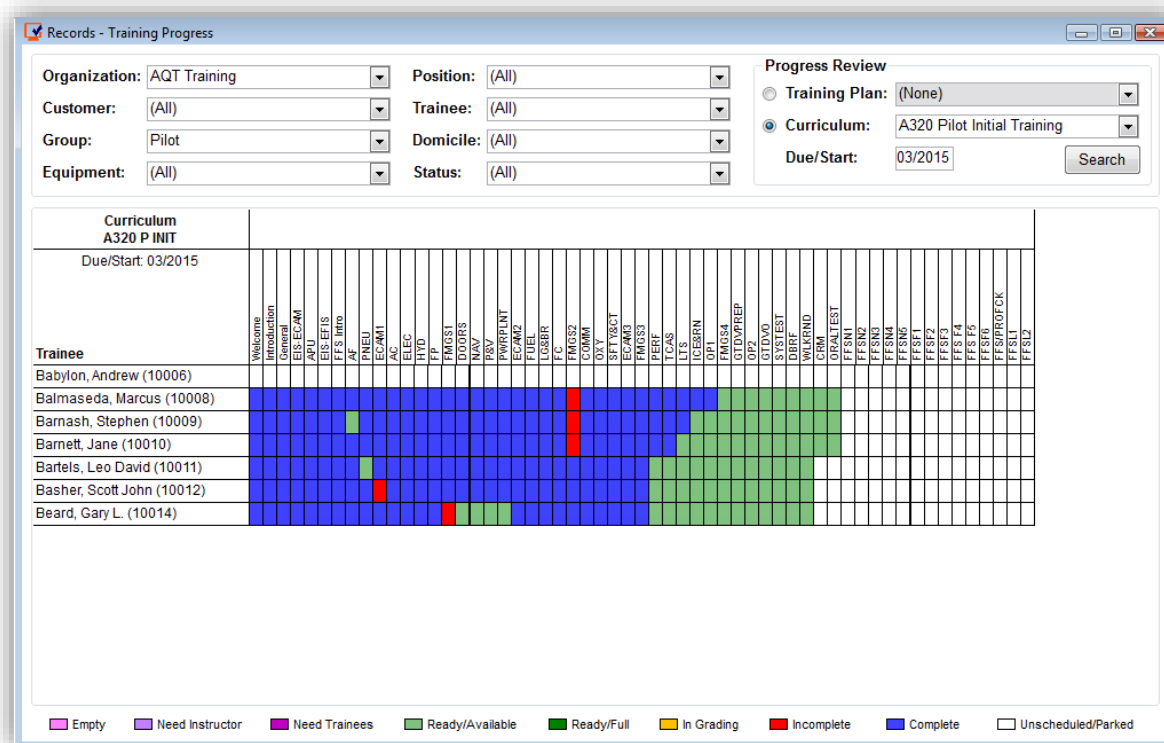 Records - Training Progress
Organization: AQT Training Position: (All) Progress Review
Customer: (All) Trainee: (All) Training Plan: (None)
Group: Pilot Domicile: (All) Curriculum: A320 Pilot Initial Training
Equipment: (All) Status: (All) Due/Start: 03/2015 Search
Curriculum
A320 P INIT
Due/Start: 03/2015
Trainee
Welcome
Introduction
General
EIS-ECAM
APU
EIS-EFIS
FFS Intro
AF
PNEU
ECAM1
AC
ELEC
HYD
FP
FMGS1
DOORS
NAV
R&V
PWRPLNT
ECAM2
FUEL
LG&BR
FC
FMGS2
COMM
OXY
SFTY&CT
ECAM3
FMGS3
PERF
TCAS
LTS
ICE&RN
OP1
FMGS4
GTDVPREP
OP2
GTDVO
SYSTEST
DBRF
WLKRND
CRM
ORALTEST
FFSN1
FFSN2
FFSN3
FFSN4
FFSN5
FFSF1
FFSF2
FFSF3
FFS F4
FFS F5
FFSF6
FFS/PROFCK
FFSL1
FFSL2
Babylon, Andrew (10006)
Balmaseda, Marcus (10008)
Barnash, Stephen (10009)
Barnett, Jane (10010)
Bartels, Leo David (10011)
Basher, Scott John (10012)
Beard, Gary L. (10014)
Empty Need Instructor Need Trainees Ready/Available Ready/Full In Grading Incomplete Complete Unscheduled/Parked